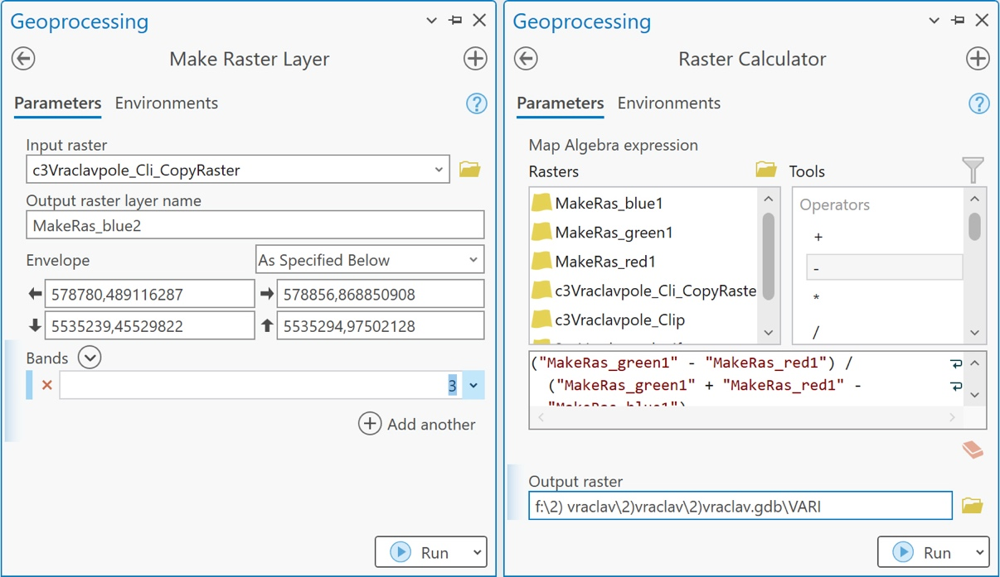 Geoprocessing
Make Raster Layer
Parameters Environments
?
Input raster
c3Vraclavpole_Cli_CopyRaster
Output raster layer name
MakeRas_blue2
Envelope As Specified Below
578780,489116287 578856,868850908
5535239,45529822 5535294,97502128
Bands
3
Add another
Run
Geoprocessing
Raster Calculator
Parameters Environments
?
Map Algebra expression
Rasters
MakeRas_blue1
MakeRas_green1
MakeRas_red1
c3Vraclavpole_Cli_CopyRaste
c3Vraclavpole_Clip
Tools
Operators
+
-
*
/
("MakeRas_green1" - "MakeRas_red1") /
("MakeRas_green1" + "MakeRas_red1" -
"MakeRas_blue1")
Output raster
f:\2) vraclav\2)vraclav\2)vraclav.gdb\VARI
Run